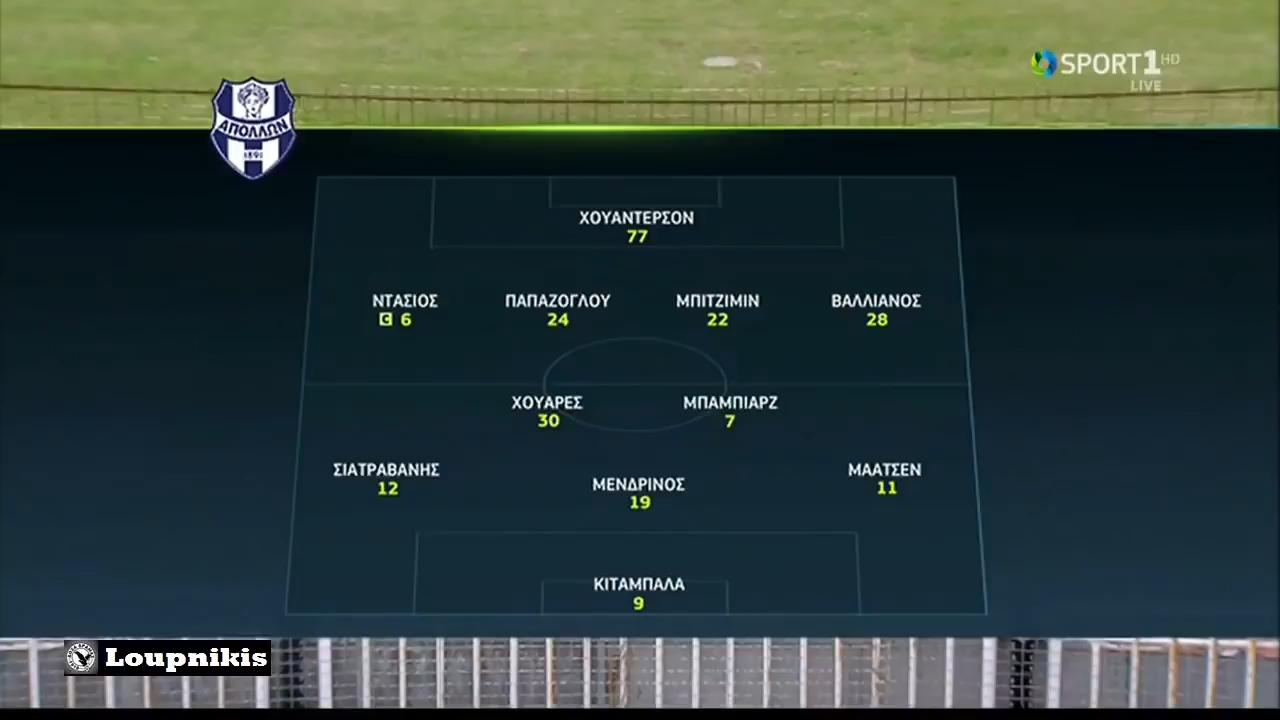 SPORT1 HD
LIVE
ΑΠΟΛΛΩΝ
1891
ΧΟΥΑΝΤΕΡΣΟΝ
77
ΝΤΑΣΙΟΣ ΠΑΠΑΖΟΓΛΟΥ ΜΠΙΤΖΙΜΙΝ ΒΑΛΛΙΑΝΟΣ
C 6 24 22 28
ΧΟΥΑΡΕΣ ΜΠΑΜΠΙΑΡΖ
30 7
ΣΙΑΤΡΑΒΑΝΗΣ ΜΕΝΔΡΙΝΟΣ ΜΑΑΤΣΕΝ
12 19 11
ΚΙΤΑΜΠΑΛΑ
9
Loupnikis